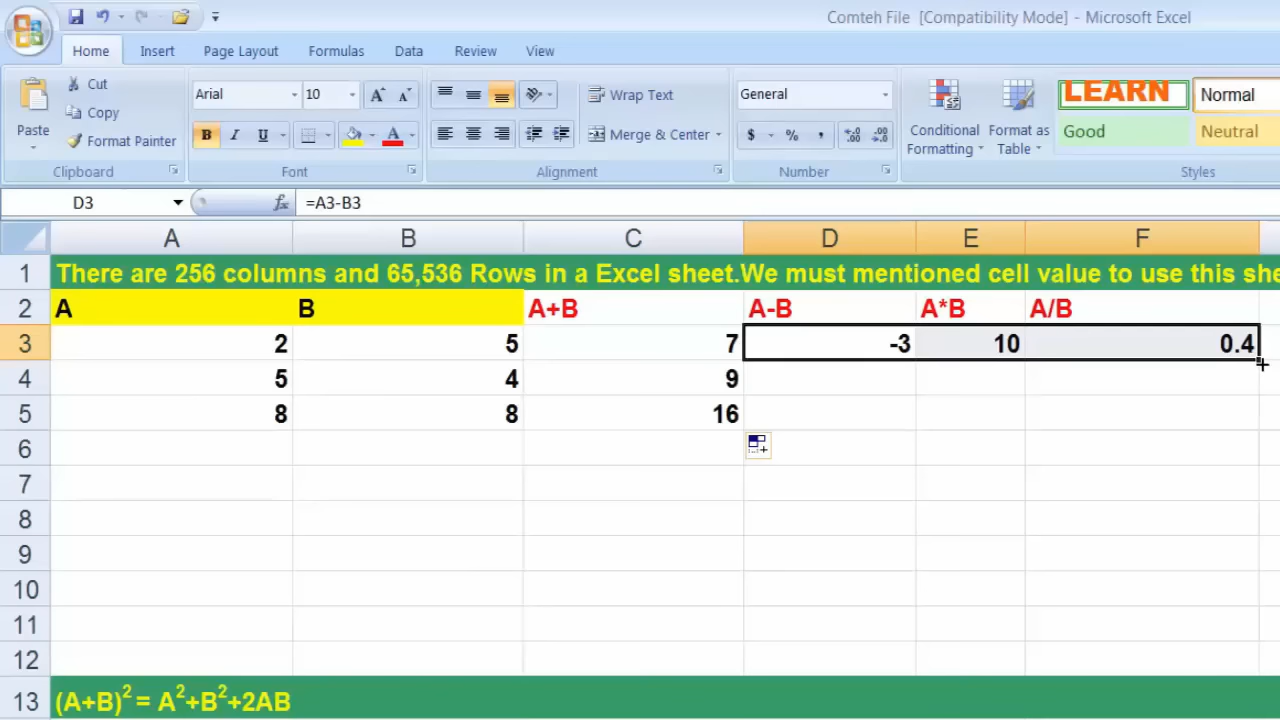 Comteh File [Compatibility Mode] - Microsoft Excel
Home Insert Page Layout Formulas Data Review View
Paste Cut Copy Format Painter Clipboard
Arial 10 B I U A Font
Wrap Text Merge & Center Alignment
General $ % , Number
Conditional Formatting Format as Table LEARN Normal Good Neutral Styles
D3 fx =A3-B3
A B C D E F
1 There are 256 columns and 65,536 Rows in a Excel sheet.We must mentioned cell value to use this she
2 A B A+B A-B A*B A/B
3 2 5 7 -3 10 0.4
4 5 4 9
5 8 8 16
6
7
8
9
10
11
12
13 (A+B)² = A²+B²+2AB